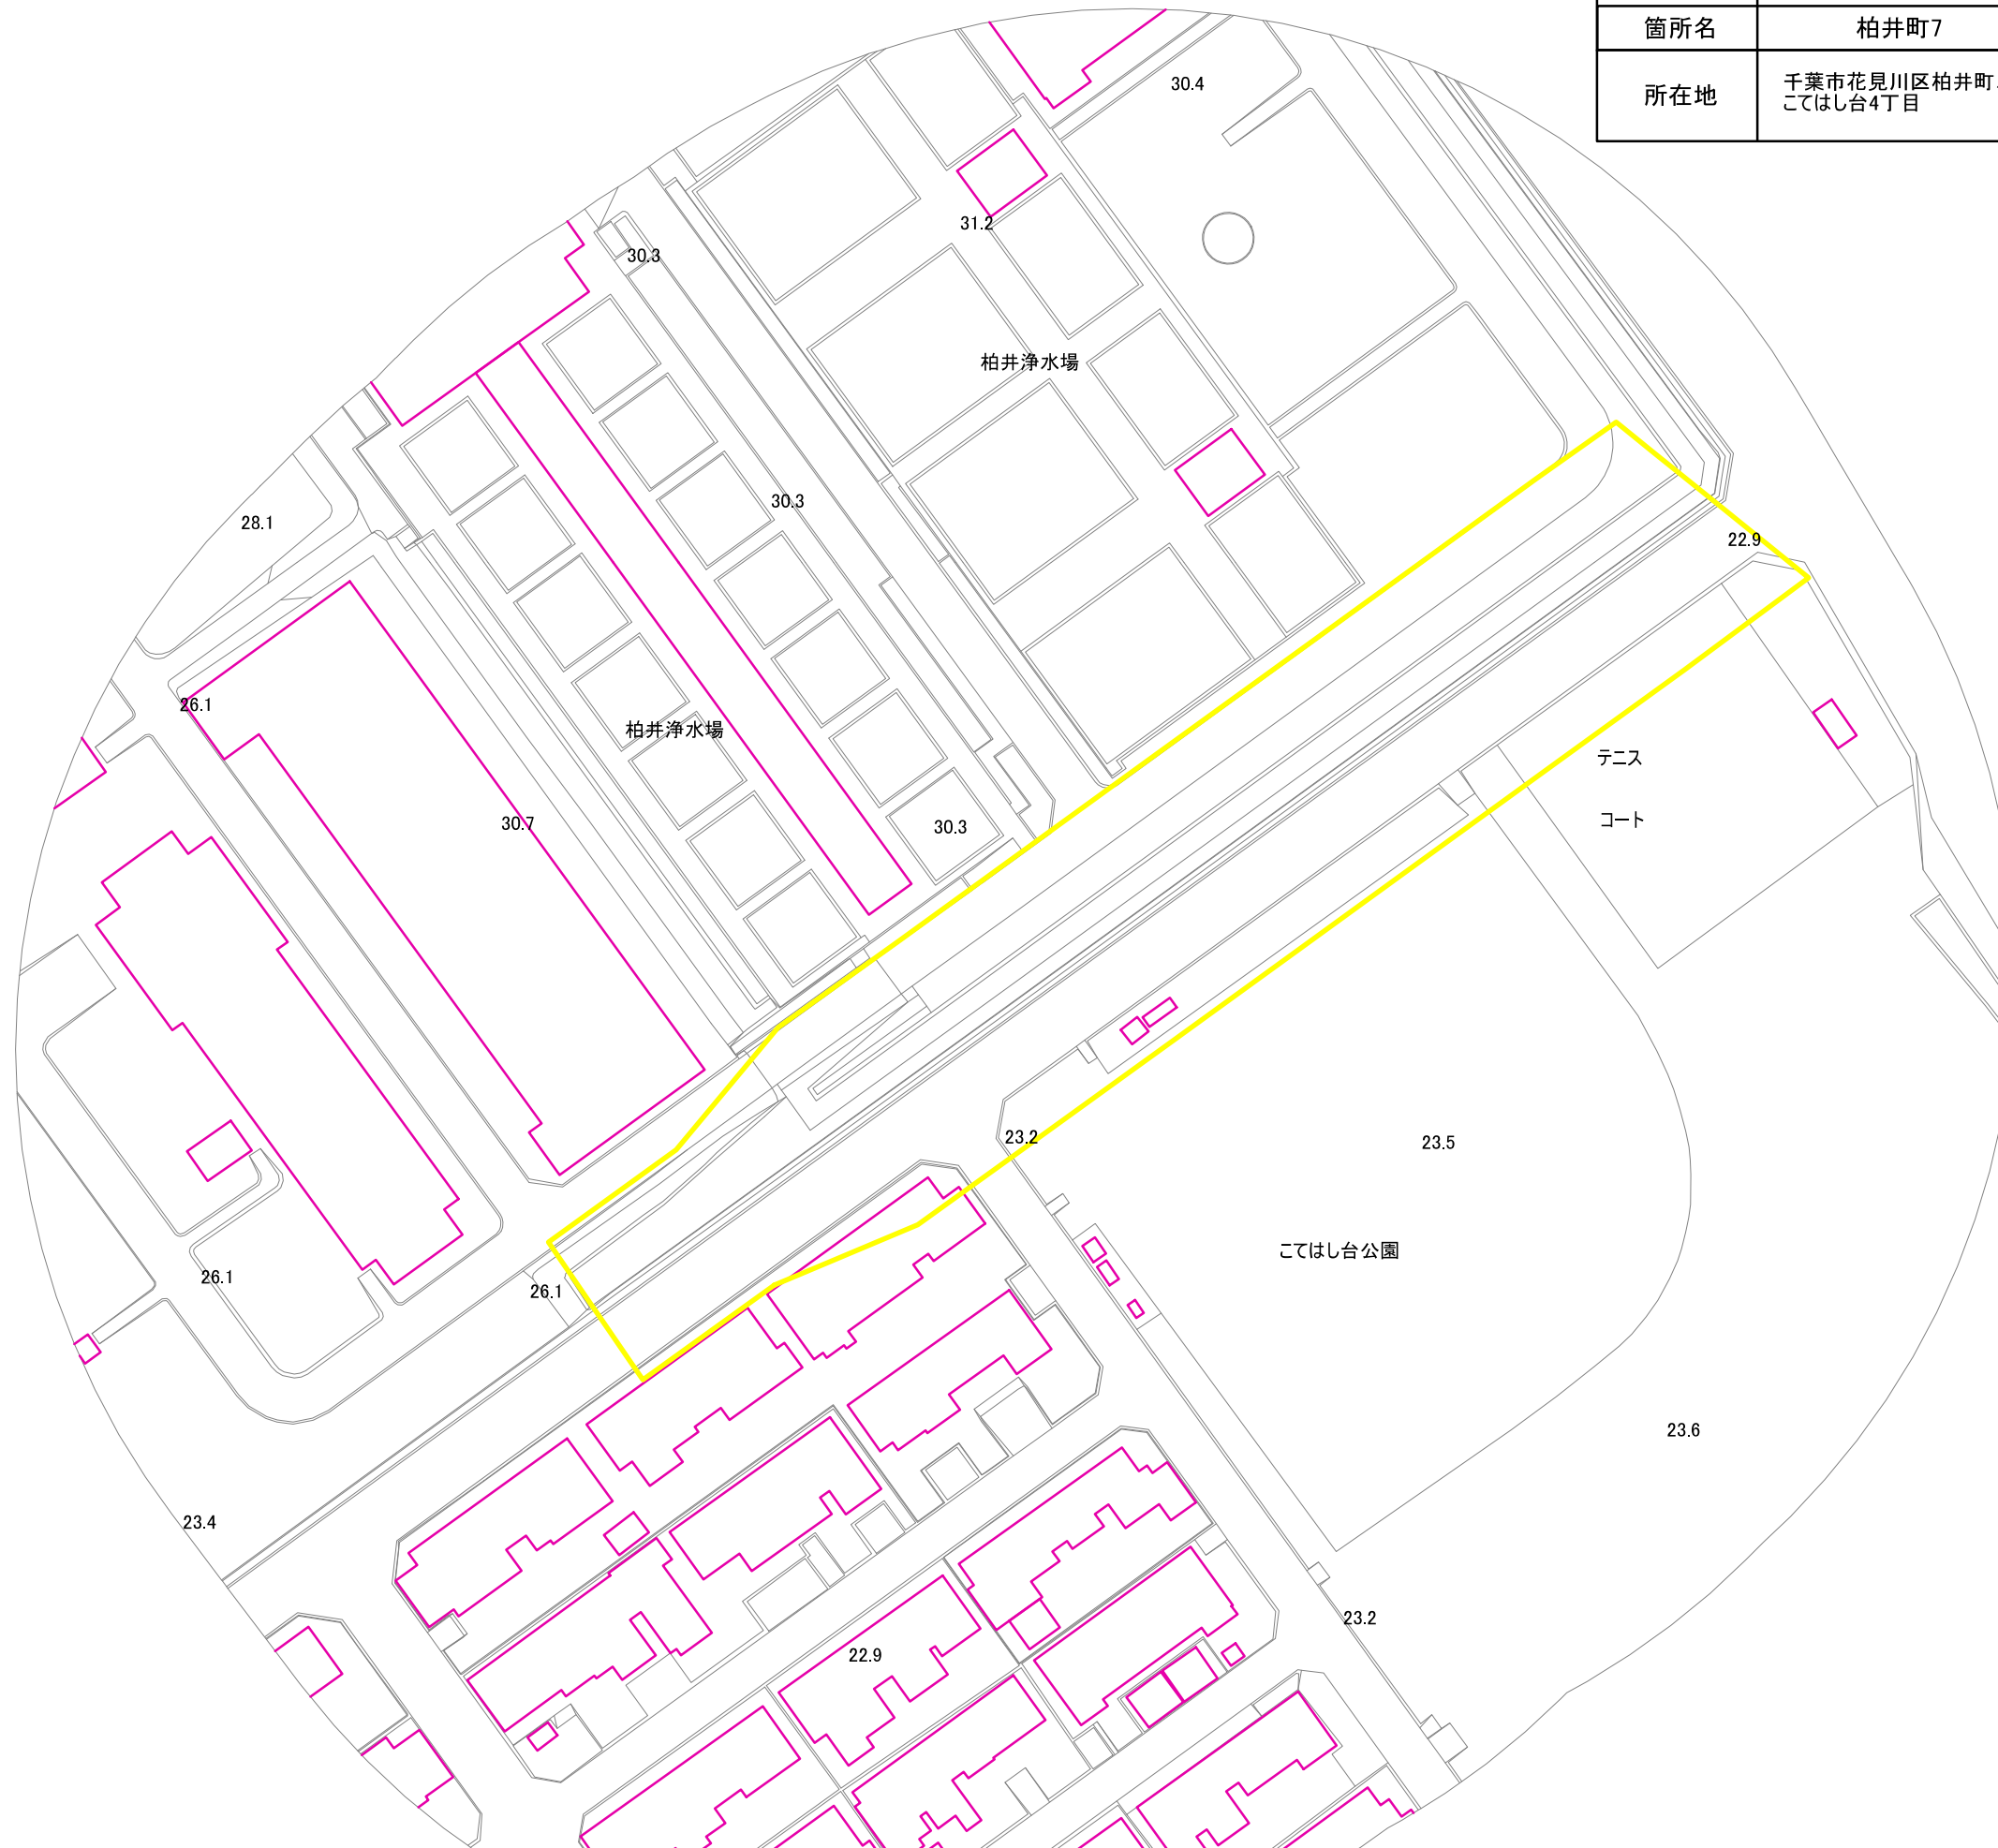 箇所名
柏井町7
所在地
千葉市花見川区柏井町
こてはし台4丁目
30.4
31.2
30.3
柏井浄水場
30.3
28.1
22.9
26.1
柏井浄水場
テニス
コート
30.7
30.3
23.2
23.5
こてはし台公園
26.1
26.1
23.6
23.4
23.2
22.9